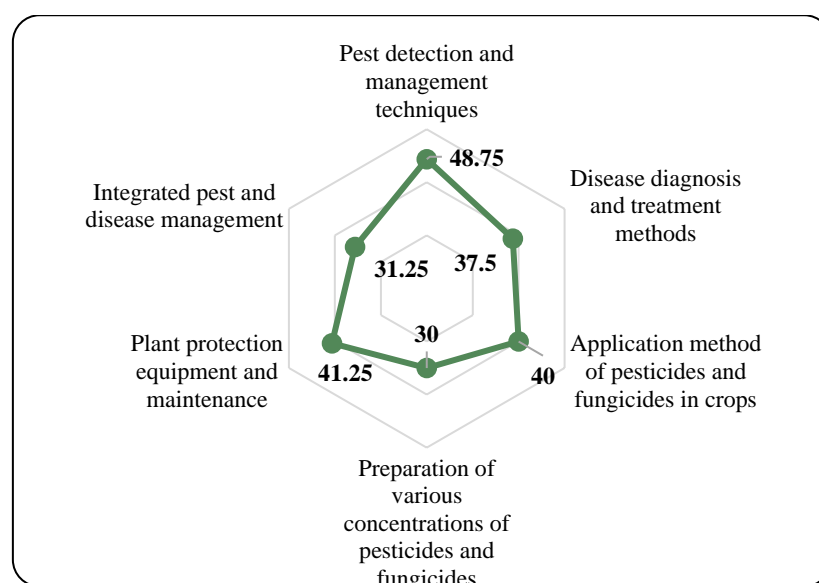 Pest detection and
management
techniques
48.75
Disease diagnosis
and treatment
methods
37.5
Application method
of pesticides and
fungicides in crops
40
Preparation of
various
concentrations of
pesticides and
fungicides
30
Plant protection
equipment and
maintenance
41.25
Integrated pest and
disease management
31.25